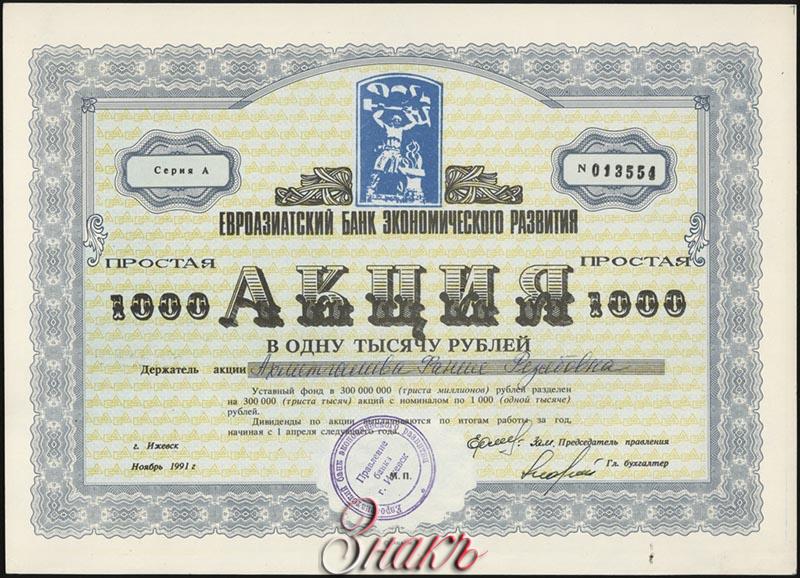 Серия А
N 013554
ЕВРОАЗИАТСКИЙ БАНК ЭКОНОМИЧЕСКОГО РАЗВИТИЯ
ПРОСТАЯ ПРОСТАЯ
1000 АКЦИЯ 1000
В ОДНУ ТЫСЯЧУ РУБЛЕЙ
Держатель акции
Уставный фонд в 300 000 000 (триста миллионов) рублей разделен
на 300 000 (триста тысяч) акций с номиналом по 1 000 (одной тысяче)
рублей.
Дивиденды по акции выплачиваются по итогам работы за год,
начиная с 1 апреля следующего года.
г. Ижевск
Ноябрь 1991 г
Зам. Председатель правления
Гл. бухгалтер
Правление
банка
г. Ижевск
М. П.
Знакъ